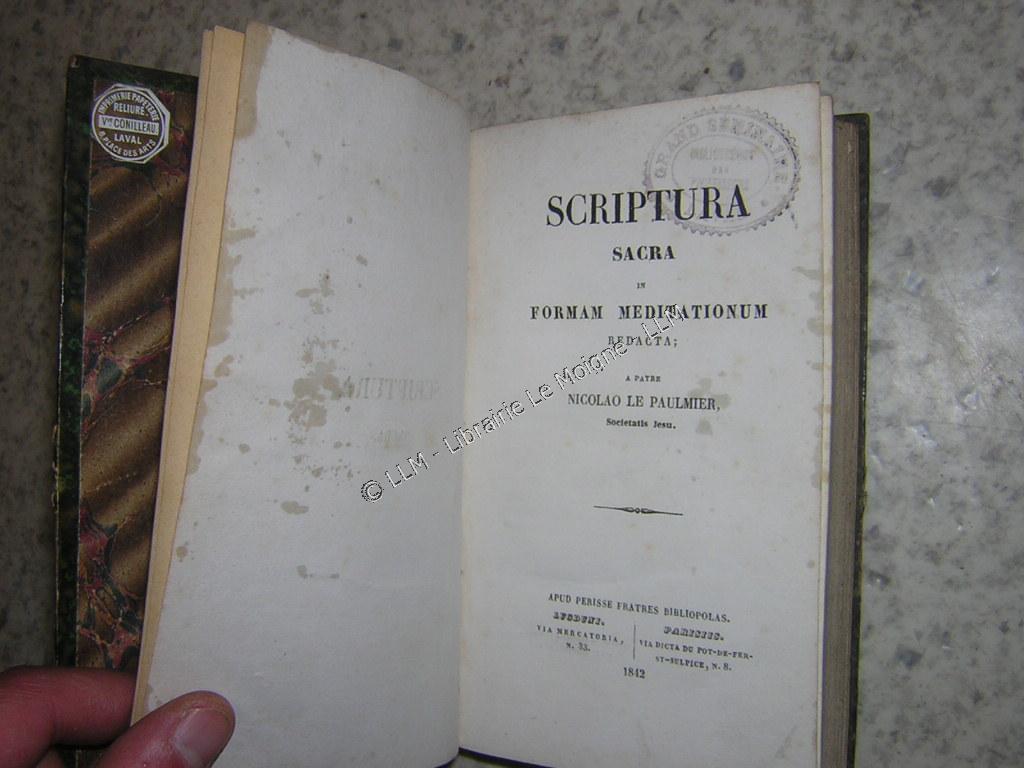 IMPRIMERIE PAPETERIE
RELIURE
Vve CONILLEAU
LAVAL
8, PLACE DES ARTS
GRAND SEMINAIRE
SCRIPTURA
SACRA
IN
FORMAM MEDITATIONUM
REDACTA;
A PATRE
NICOLAO LE PAULMIER,
Societatis Jesu.
© LLM - Librairie Le Moigne - LLM
APUD PERISSE FRATRES BIBLIOPOLAS.
LUGDUNI.
VIA MERCATORIA,
N. 33.
PARISIIS.
VIA DICTA DU POT-DE-FER-
ST-SULPICE, N. 8.
1842
SCRIPTURA